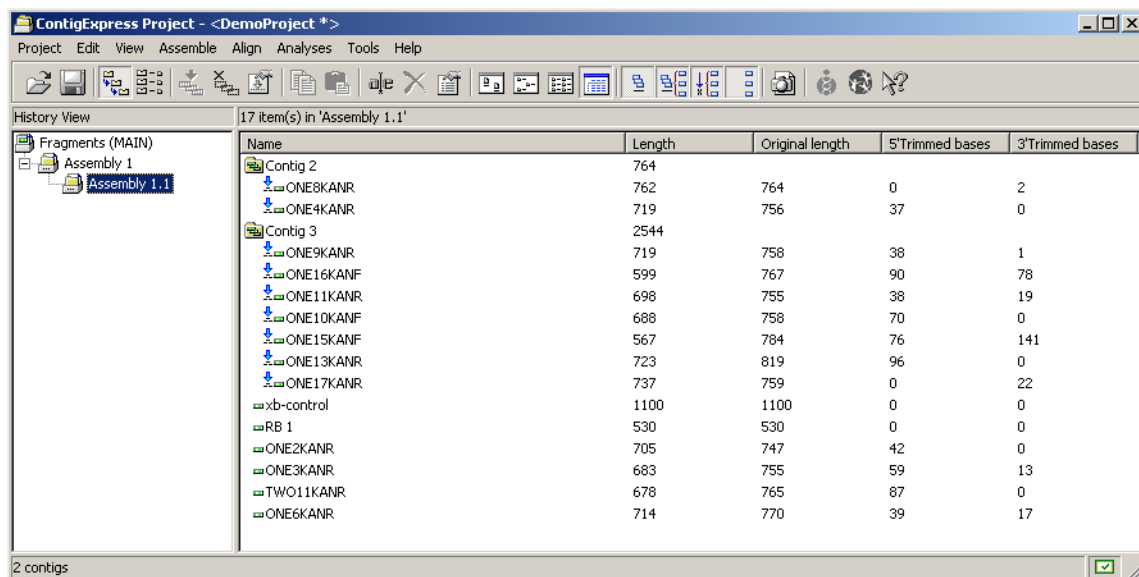 ContigExpress Project - <DemoProject *>
Project Edit View Assemble Align Analyses Tools Help
History View 17 item(s) in 'Assembly 1.1'
Fragments (MAIN) Name Length Original length 5'Trimmed bases 3'Trimmed bases
Assembly 1 Contig 2 764
Assembly 1.1 ONE8KANR 762 764 0 2
ONE4KANR 719 756 37 0
Contig 3 2544
ONE9KANR 719 758 38 1
ONE16KANF 599 767 90 78
ONE11KANR 698 755 38 19
ONE10KANF 688 758 70 0
ONE15KANF 567 784 76 141
ONE13KANR 723 819 96 0
ONE17KANR 737 759 0 22
xb-control 1100 1100 0 0
RB 1 530 530 0 0
ONE2KANR 705 747 42 0
ONE3KANR 683 755 59 13
TWO11KANR 678 765 87 0
ONE6KANR 714 770 39 17
2 contigs